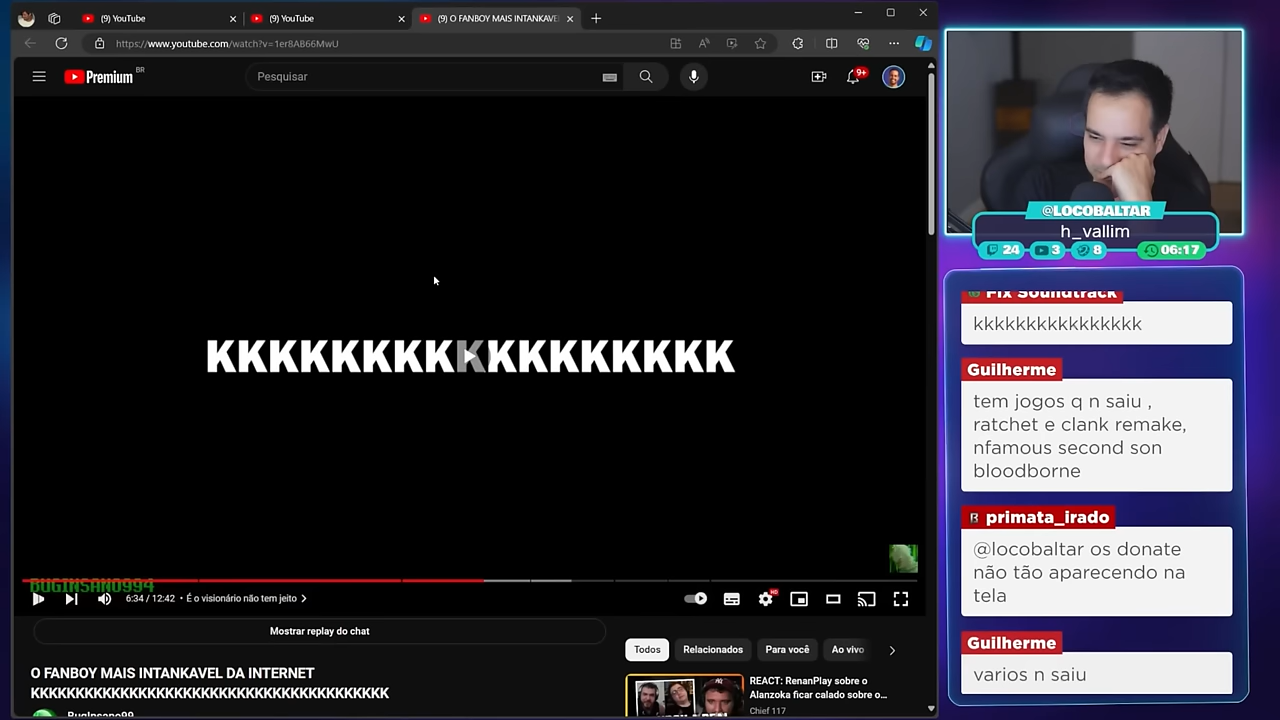 (9) YouTube
(9) YouTube
(9) O FANBOY MAIS INTANKAVEL
https://www.youtube.com/watch?v=1er8AB66MwU
Premium BR
Pesquisar
9+
KKKKKKKKKKKKKKKKK
BUGINSANO994
6:34 / 12:42 • É o visionário não tem jeito
Mostrar replay do chat
O FANBOY MAIS INTANKAVEL DA INTERNET
KKKKKKKKKKKKKKKKKKKKKKKKKKKKKKKKKKKKKKKK
BugInsano99
Todos
Relacionados
Para você
Ao vivo
REACT: RenanPlay sobre o
Alanzoka ficar calado sobre o...
Chief 117
@LOCOBALTAR
h_vallim
24
3
8
06:17
Fix Soundtrack
kkkkkkkkkkkkkkkk
Guilherme
tem jogos q n saiu ,
ratchet e clank remake,
nfamous second son
bloodborne
primata_irado
@locobaltar os donate
não tão aparecendo na
tela
Guilherme
varios n saiu